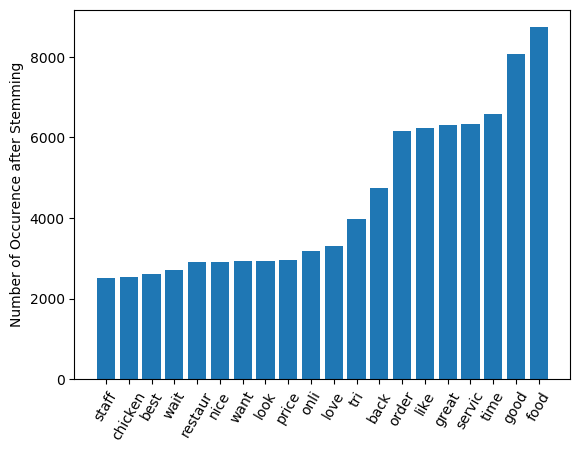 Number of Occurence after Stemming
8000
6000
4000
2000
0
staff
chicken
best
wait
restaur
nice
want
look
price
onli
love
tri
back
order
like
great
servic
time
good
food